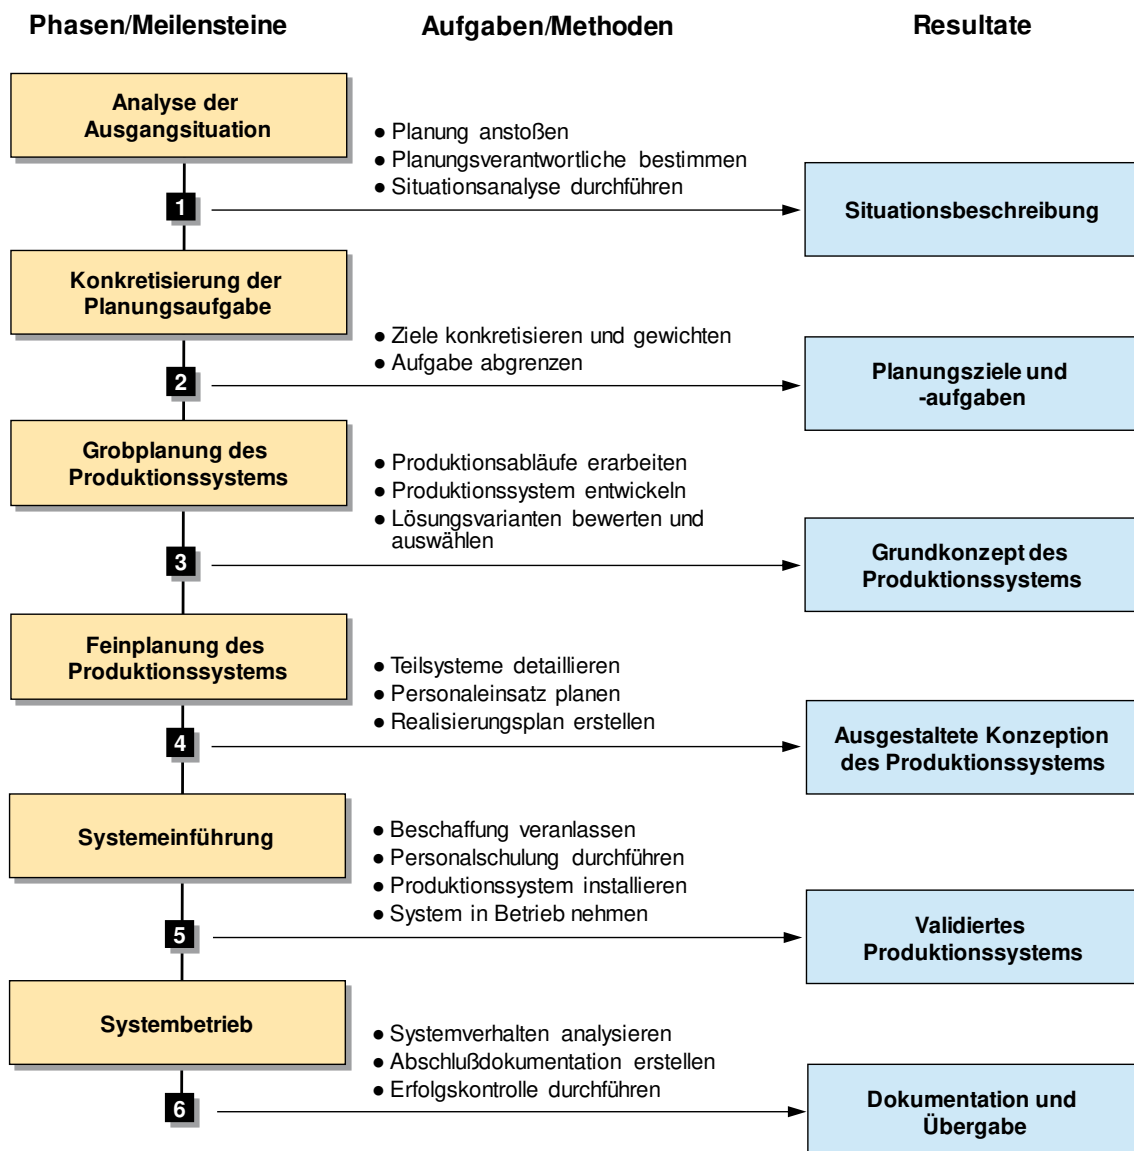 Phasen/Meilensteine
Aufgaben/Methoden
Resultate
Analyse der
Ausgangsituation
● Planung anstoßen
● Planungsverantwortliche bestimmen
● Situationsanalyse durchführen
1
Situationsbeschreibung
Konkretisierung der
Planungsaufgabe
● Ziele konkretisieren und gewichten
● Aufgabe abgrenzen
2
Planungsziele und
-aufgaben
Grobplanung des
Produktionssystems
● Produktionsabläufe erarbeiten
● Produktionssystem entwickeln
● Lösungsvarianten bewerten und
auswählen
3
Grundkonzept des
Produktionssystems
Feinplanung des
Produktionssystems
● Teilsysteme detaillieren
● Personaleinsatz planen
● Realisierungsplan erstellen
4
Ausgestaltete Konzeption
des Produktionssystems
Systemeinführung
● Beschaffung veranlassen
● Personalschulung durchführen
● Produktionssystem installieren
● System in Betrieb nehmen
5
Validiertes
Produktionssystems
Systembetrieb
● Systemverhalten analysieren
● Abschlußdokumentation erstellen
● Erfolgskontrolle durchführen
6
Dokumentation und
Übergabe